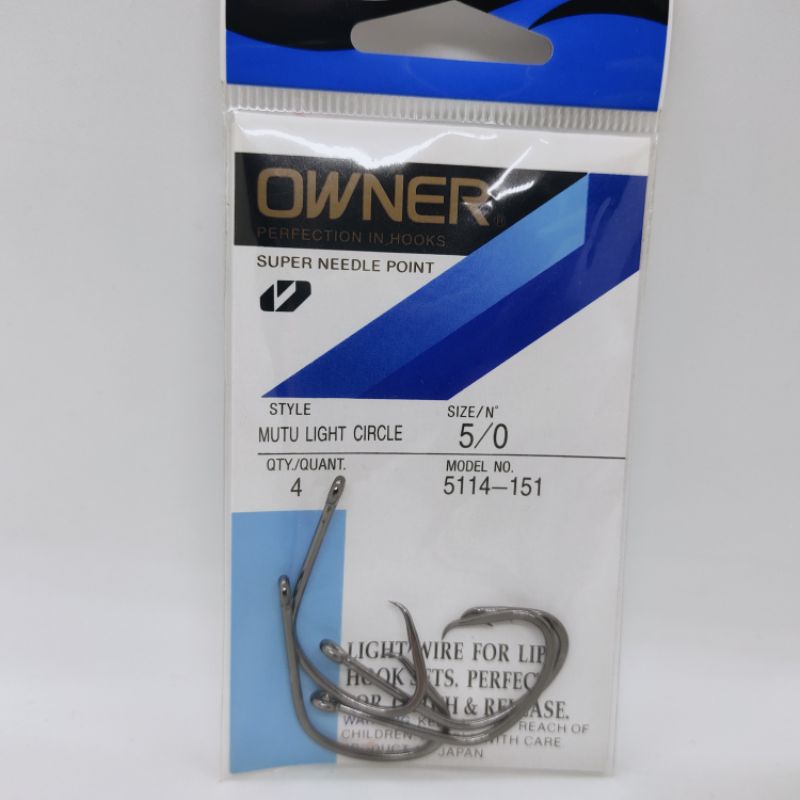 OWNER®
PERFECTION IN HOOKS
SUPER NEEDLE POINT
STYLE
MUTU LIGHT CIRCLE
SIZE/N°
5/0
QTY./QUANT.
4
MODEL NO.
5114-151
LIGHT WIRE FOR LIP
HOOK SETS. PERFECT
FOR & RELEASE.
REACH OF
CHILDREN WITH CARE
JAPAN